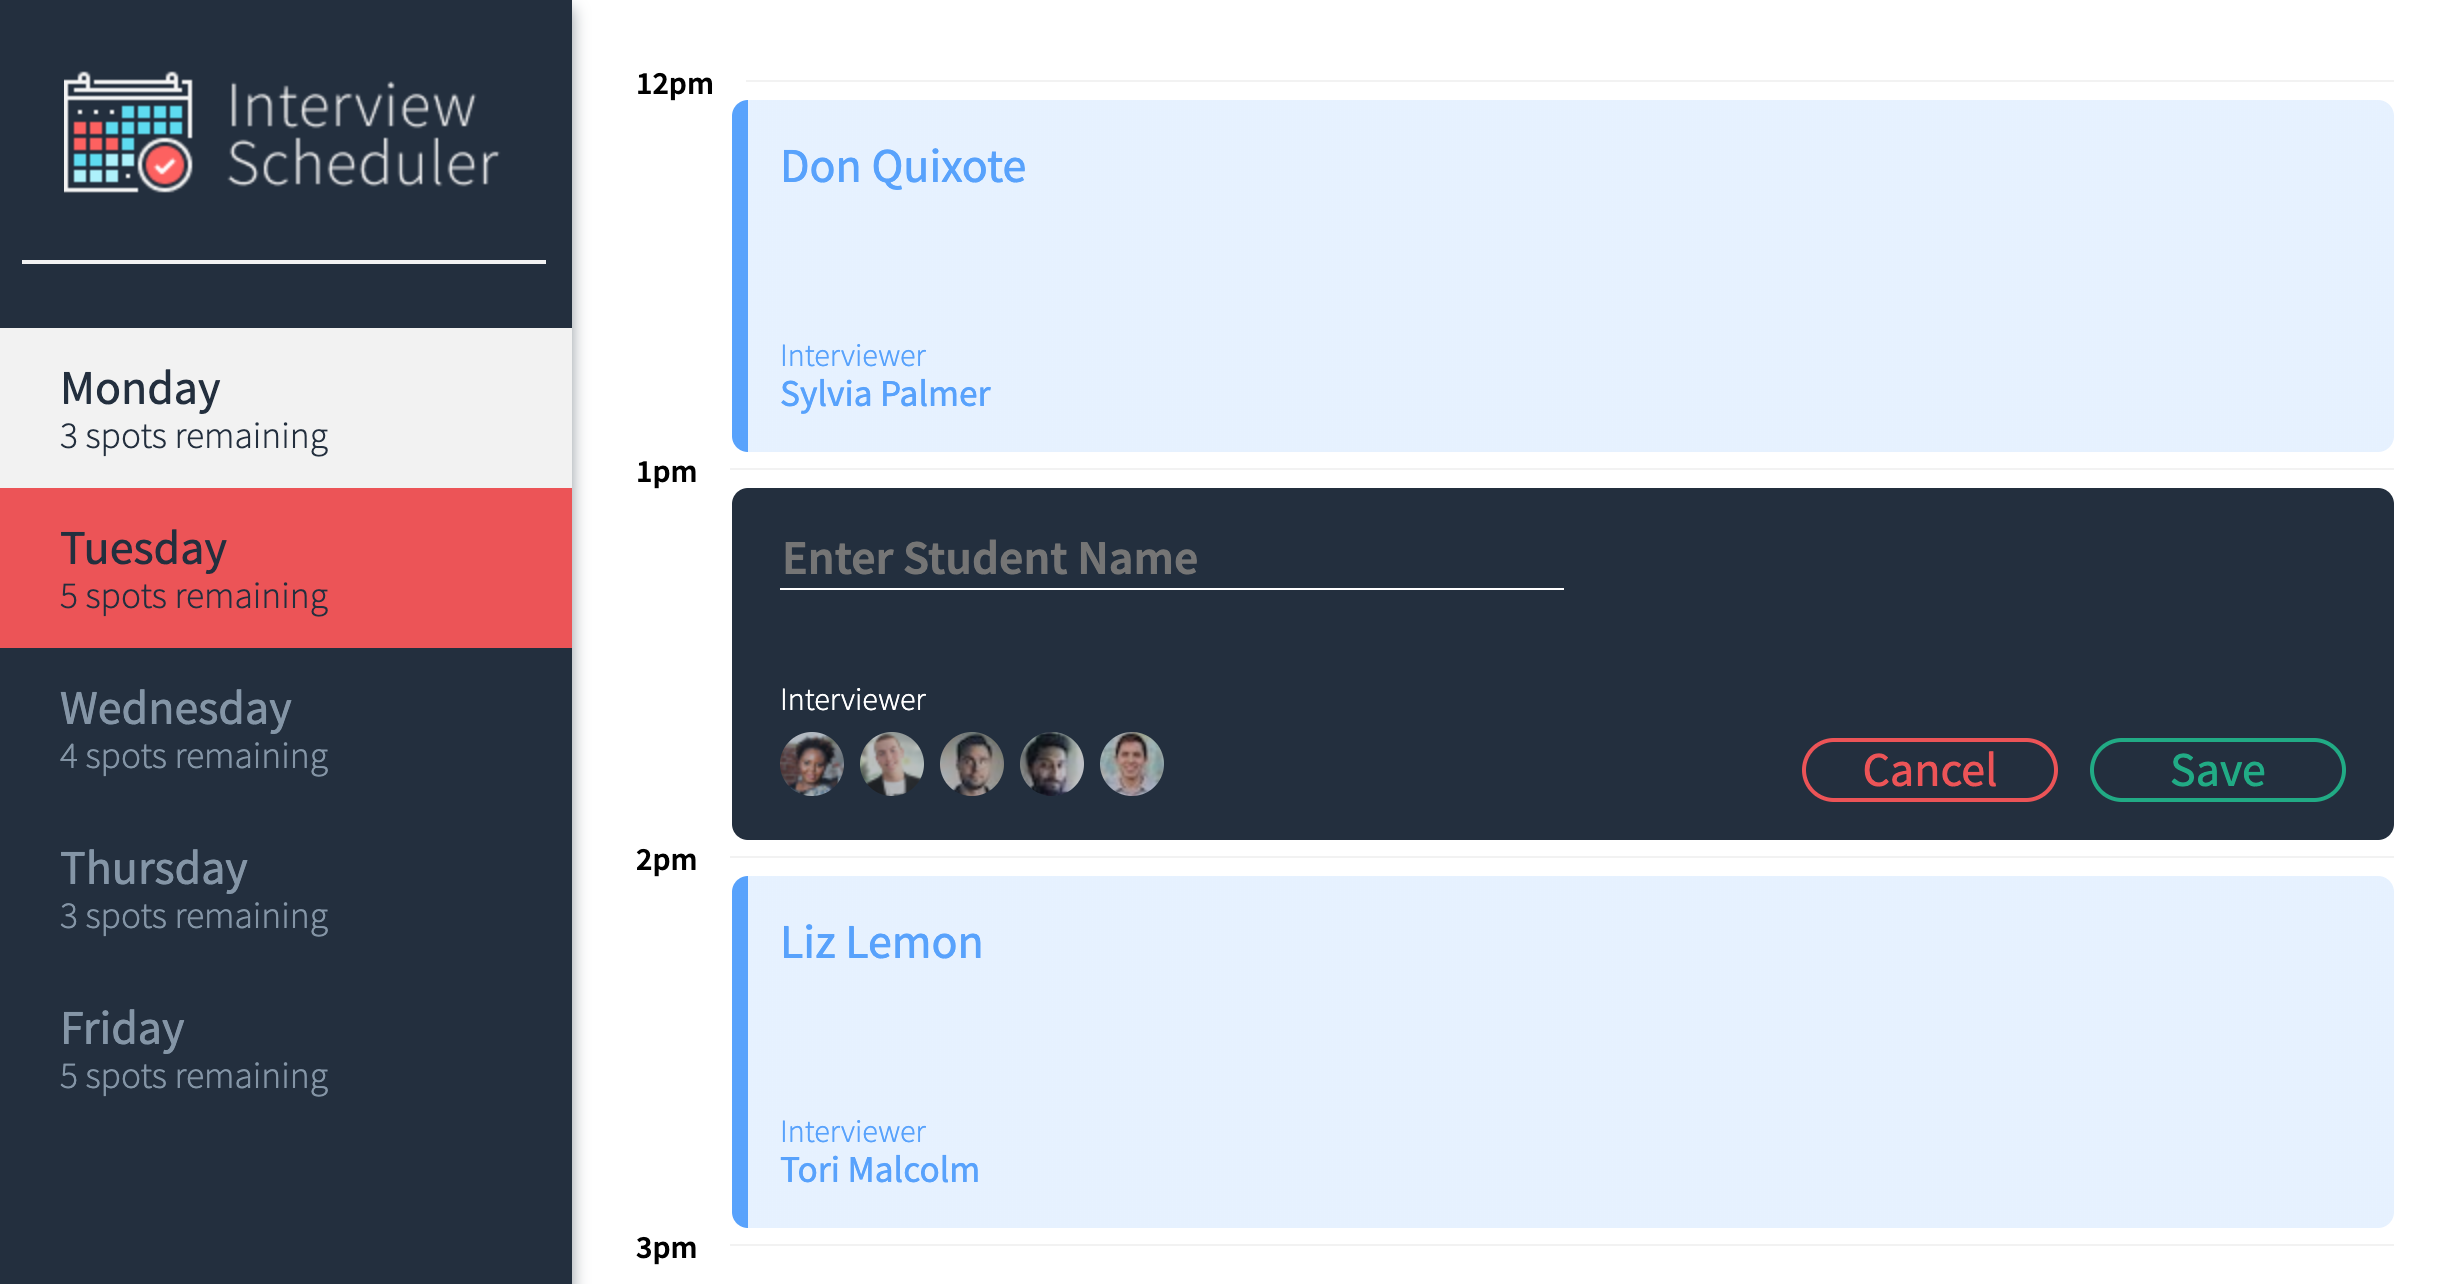 Interview
Scheduler
Monday
3 spots remaining
Tuesday
5 spots remaining
Wednesday
4 spots remaining
Thursday
3 spots remaining
Friday
5 spots remaining
12pm
Don Quixote
Interviewer
Sylvia Palmer
1pm
Enter Student Name
Interviewer
Cancel
Save
2pm
Liz Lemon
Interviewer
Tori Malcolm
3pm